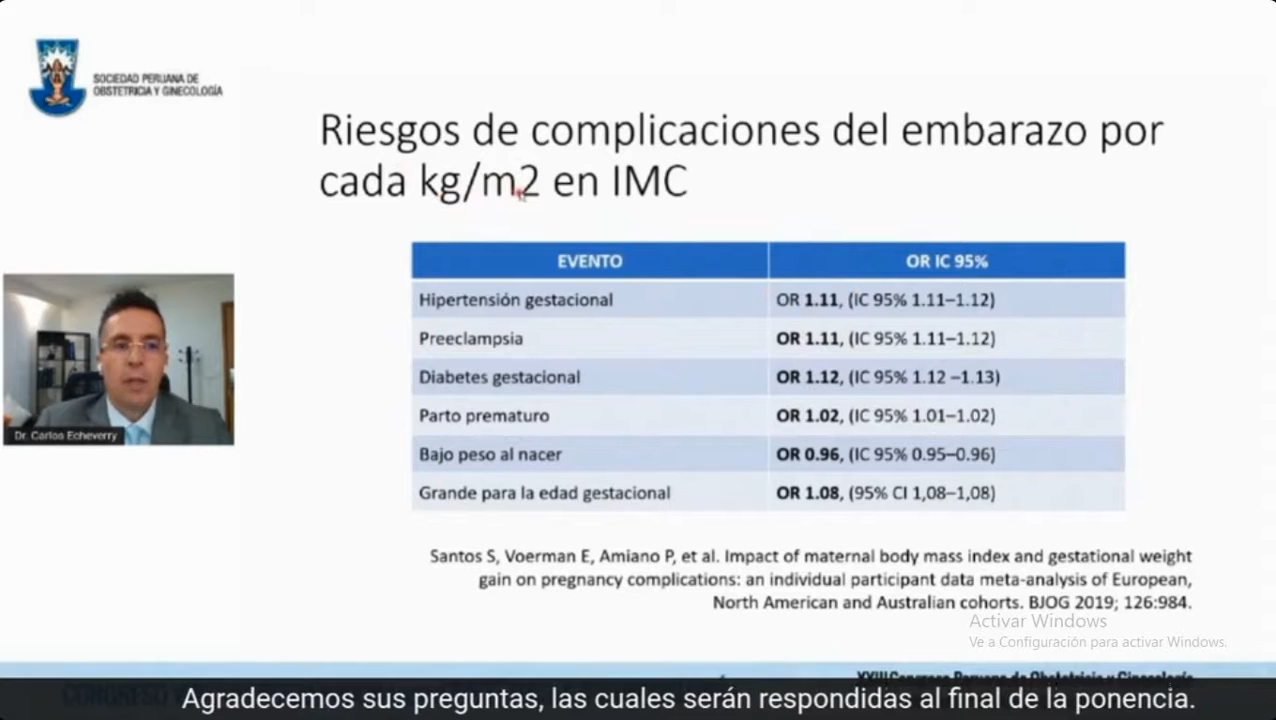 SOCIEDAD PERUANA DE
OBSTETRICIA Y GINECOLOGÍA
Riesgos de complicaciones del embarazo por
cada kg/m2 en IMC
EVENTO OR IC 95%
Hipertensión gestacional OR 1.11, (IC 95% 1.11–1.12)
Preeclampsia OR 1.11, (IC 95% 1.11–1.12)
Diabetes gestacional OR 1.12, (IC 95% 1.12 –1.13)
Parto prematuro OR 1.02, (IC 95% 1.01–1.02)
Bajo peso al nacer OR 0.96, (IC 95% 0.95–0.96)
Grande para la edad gestacional OR 1.08, (95% CI 1,08–1,08)
Dr. Carlos Echeverry
Santos S, Voerman E, Amiano P, et al. Impact of maternal body mass index and gestational weight
gain on pregnancy complications: an individual participant data meta-analysis of European,
North American and Australian cohorts. BJOG 2019; 126:984.
Activar Windows
Ve a Configuración para activar Windows.
XXIII Congreso Peruano de Obstetricia y Ginecología
Agradecemos sus preguntas, las cuales serán respondidas al final de la ponencia.